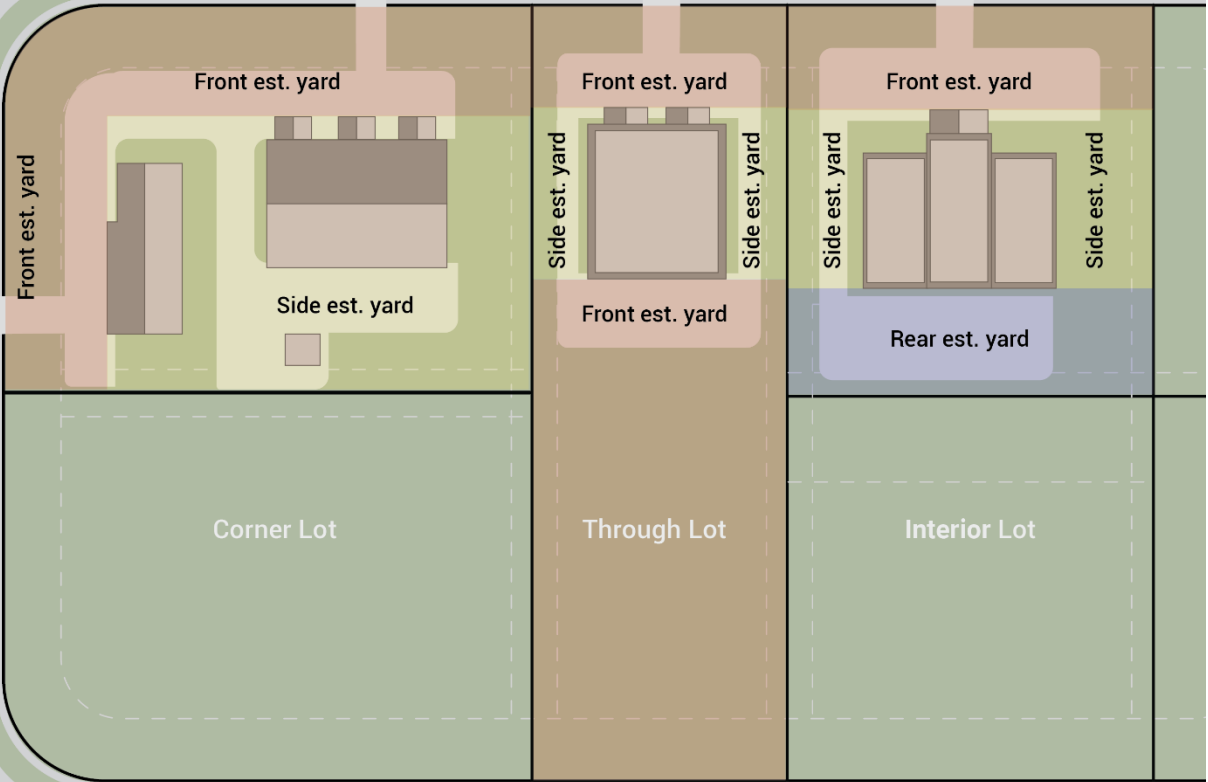 Front est. yard
Front est. yard
Side est. yard
Corner Lot
Front est. yard
Side est. yard
Side est. yard
Front est. yard
Through Lot
Front est. yard
Side est. yard
Side est. yard
Rear est. yard
Interior Lot